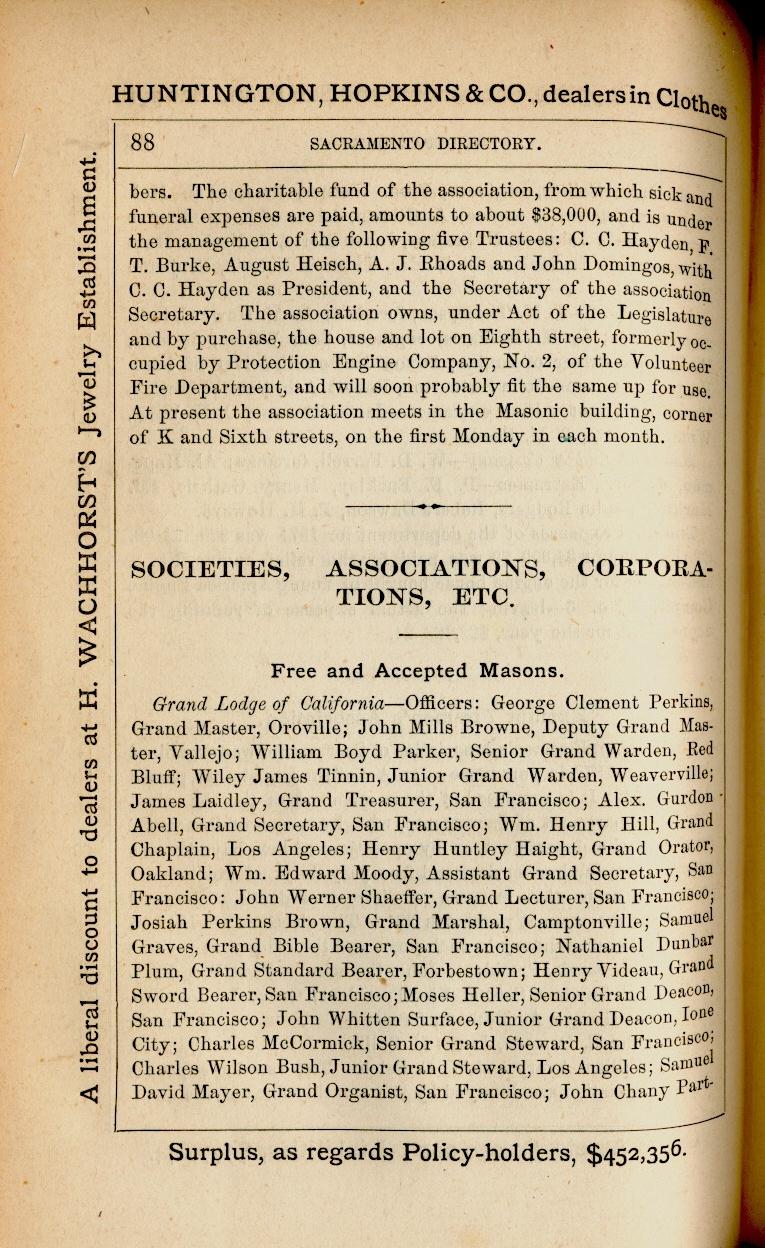 HUNTINGTON, HOPKINS & CO., dealers in Clothes
88 SACRAMENTO DIRECTORY.
bers. The charitable fund of the association, from which sick and
funeral expenses are paid, amounts to about $38,000, and is under
the management of the following five Trustees: C. C. Hayden, F.
T. Burke, August Heisch, A. J. Rhoads and John Domingos, with
C. C. Hayden as President, and the Secretary of the association
Secretary. The association owns, under Act of the Legislature
and by purchase, the house and lot on Eighth street, formerly oc-
cupied by Protection Engine Company, No. 2, of the Volunteer
Fire Department, and will soon probably fit the same up for use.
At present the association meets in the Masonic building, corner
of K and Sixth streets, on the first Monday in each month.
SOCIETIES, ASSOCIATIONS, CORPORA-
TIONS, ETC.
Free and Accepted Masons.
Grand Lodge of California—Officers: George Clement Perkins,
Grand Master, Oroville; John Mills Browne, Deputy Grand Mas-
ter, Vallejo; William Boyd Parker, Senior Grand Warden, Red
Bluff; Wiley James Tinnin, Junior Grand Warden, Weaverville;
James Laidley, Grand Treasurer, San Francisco; Alex. Gurdon
Abell, Grand Secretary, San Francisco; Wm. Henry Hill, Grand
Chaplain, Los Angeles; Henry Huntley Haight, Grand Orator,
Oakland; Wm. Edward Moody, Assistant Grand Secretary, San
Francisco: John Werner Shaeffer, Grand Lecturer, San Francisco;
Josiah Perkins Brown, Grand Marshal, Camptonville; Samuel
Graves, Grand Bible Bearer, San Francisco; Nathaniel Dunbar
Plum, Grand Standard Bearer, Forbestown; Henry Videau, Grand
Sword Bearer, San Francisco; Moses Heller, Senior Grand Deacon,
San Francisco; John Whitten Surface, Junior Grand Deacon, Ione
City; Charles McCormick, Senior Grand Steward, San Francisco;
Charles Wilson Bush, Junior Grand Steward, Los Angeles; Samuel
David Mayer, Grand Organist, San Francisco; John Chany Part-
Surplus, as regards Policy-holders, $452,356.
A liberal discount to dealers at H. WACHHORST'S Jewelry Establishment.